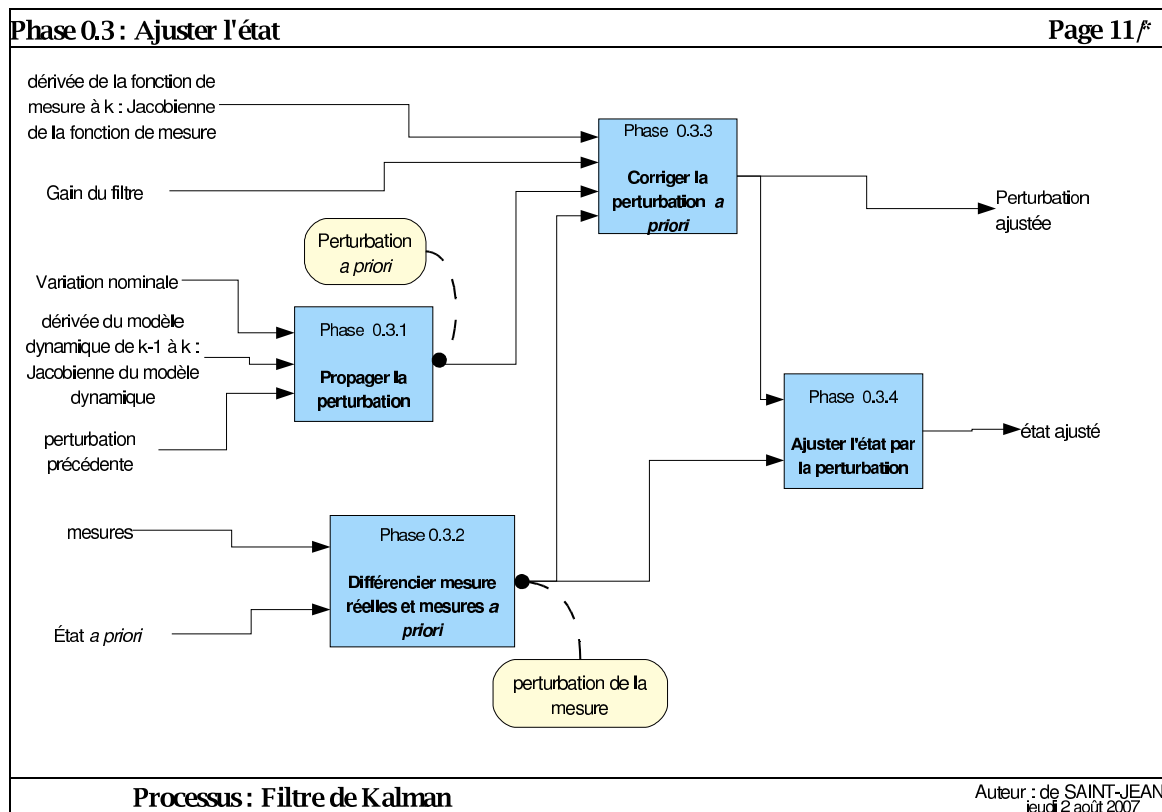 Phase 0.3 : Ajuster l'état
Page 11/
dérivée de la fonction de
mesure à k : Jacobienne
de la fonction de mesure
Gain du filtre
Variation nominale
dérivée du modèle
dynamique de k-1 à k :
Jacobienne du modèle
dynamique
perturbation
précédente
mesures
État a priori
Perturbation
a priori
Phase 0.3.1
Propager la
perturbation
Phase 0.3.2
Différencier mesure
réelles et mesures a
priori
perturbation de la
mesure
Phase 0.3.3
Corriger la
perturbation a
priori
Phase 0.3.4
Ajuster l'état par
la perturbation
Perturbation
ajustée
état ajusté
Processus : Filtre de Kalman
Auteur : de SAINT-JEAN
jeudi 2 août 2007